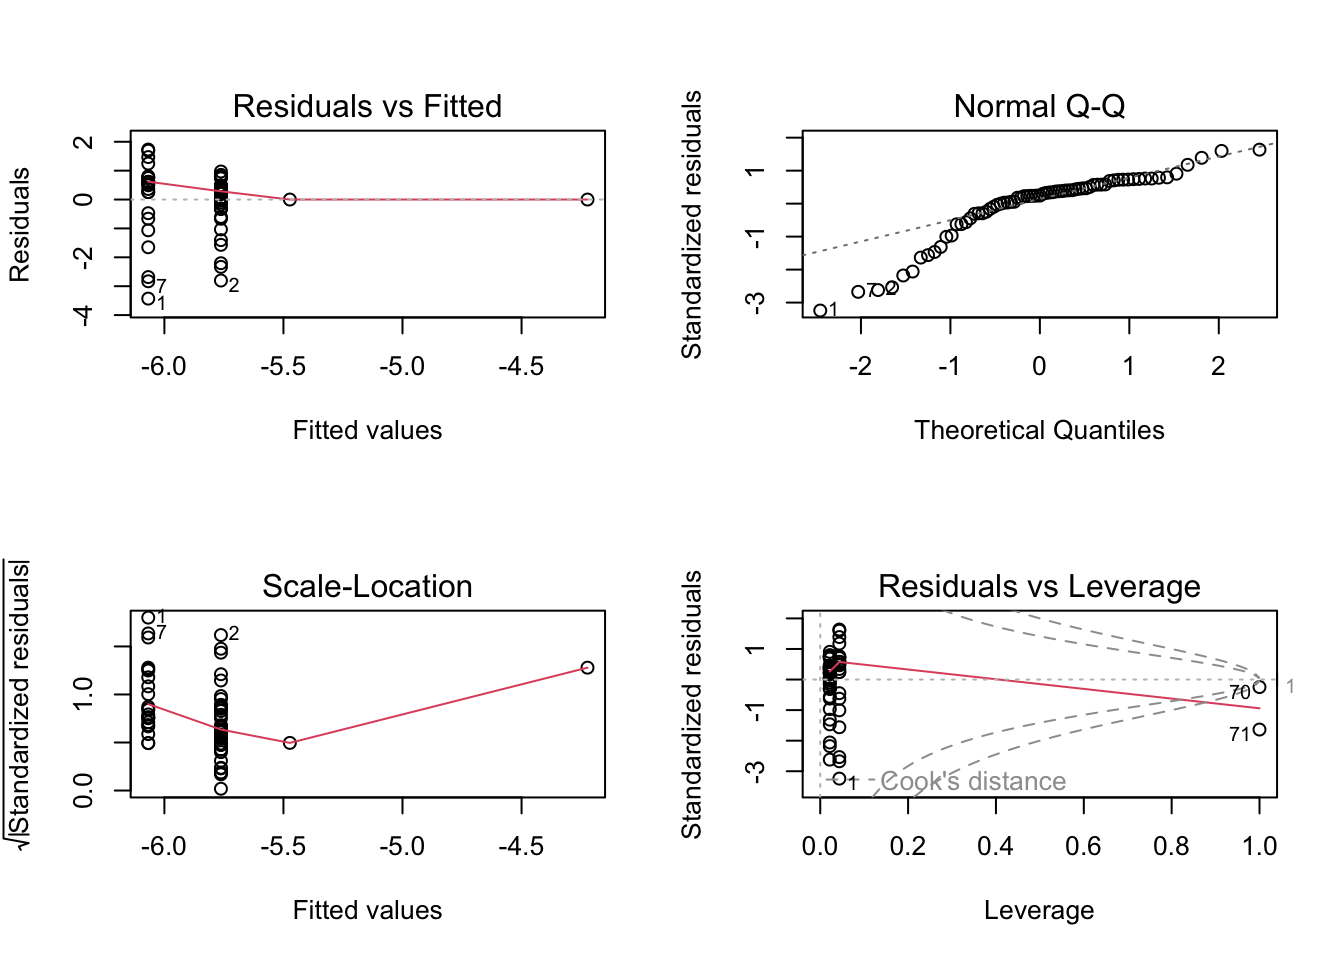 Residuals vs Fitted
Residuals
2
0
-2
-4
7
1
2
-6.0 -5.5 -5.0 -4.5
Fitted values
Normal Q-Q
Standardized residuals
1
-1
-3
1
7
2
-2 -1 0 1 2
Theoretical Quantiles
Scale-Location
√|Standardized residuals|
1.0
0.0
1
7
2
-6.0 -5.5 -5.0 -4.5
Fitted values
Residuals vs Leverage
Standardized residuals
1
-1
-3
1
70
71
1
Cook's distance
0.0 0.2 0.4 0.6 0.8 1.0
Leverage